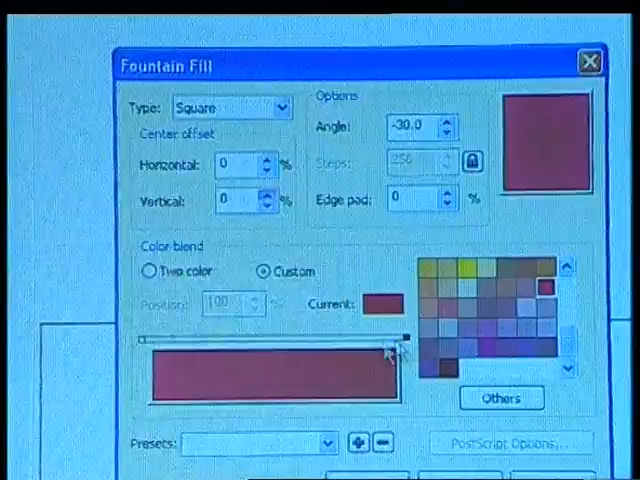 Fountain Fill
Type: Square
Options
Center offset
Angle: -30.0
Horizontal: 0 %
Steps: 256
Vertical: 0 %
Edge pad: 0 %
Color blend
Two color
Custom
Position: 100 %
Current:
Others
Presets:
PostScript Options...